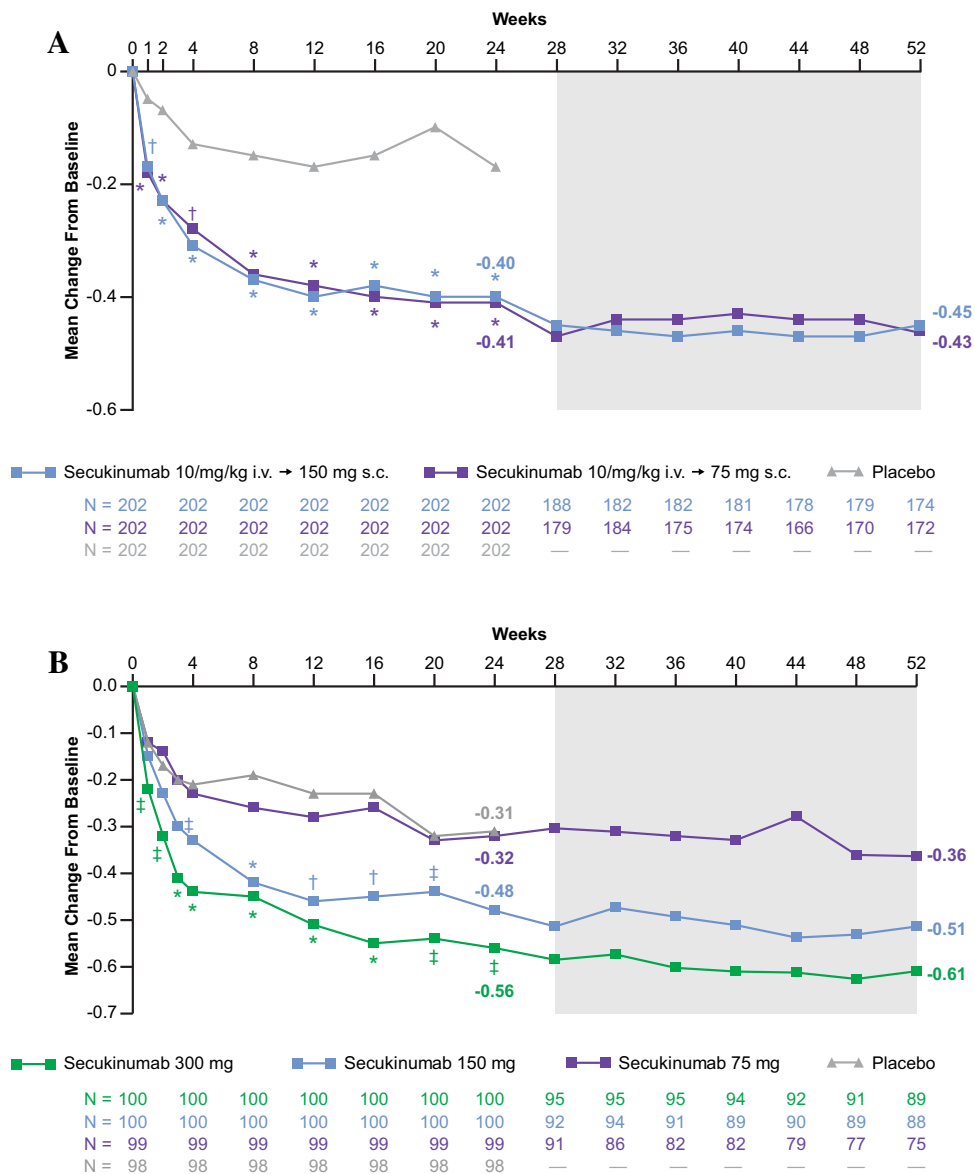 Weeks
A
0 1 2 4 8 12 16 20 24 28 32 36 40 44 48 52
0
†
* *
-0.2
†
*
*
* * * -0.40
* * *
Mean Change From Baseline
-0.4
* * * * *
-0.41
-0.45
-0.43
-0.6
Secukinumab 10/mg/kg i.v. → 150 mg s.c. Secukinumab 10/mg/kg i.v. → 75 mg s.c. Placebo
N = 202 202 202 202 202 202 202 188 182 182 181 178 179 174
N = 202 202 202 202 202 202 202 179 184 175 174 166 170 172
N = 202 202 202 202 202 202 202 — — — — — — —
Weeks
B
0 4 8 12 16 20 24 28 32 36 40 44 48 52
0.0
-0.1
-0.2
‡ ‡
-0.3
-0.31
-0.32
‡
* † † ‡
Mean Change From Baseline
-0.36
-0.4
* *
-0.48
-0.5
* * * ‡ ‡
-0.51
-0.56
-0.6
-0.61
-0.7
Secukinumab 300 mg Secukinumab 150 mg Secukinumab 75 mg Placebo
N = 100 100 100 100 100 100 100 95 95 95 94 92 91 89
N = 100 100 100 100 100 100 100 92 94 91 89 90 89 88
N = 99 99 99 99 99 99 99 91 86 82 82 79 77 75
N = 98 98 98 98 98 98 98 — — — — — — —